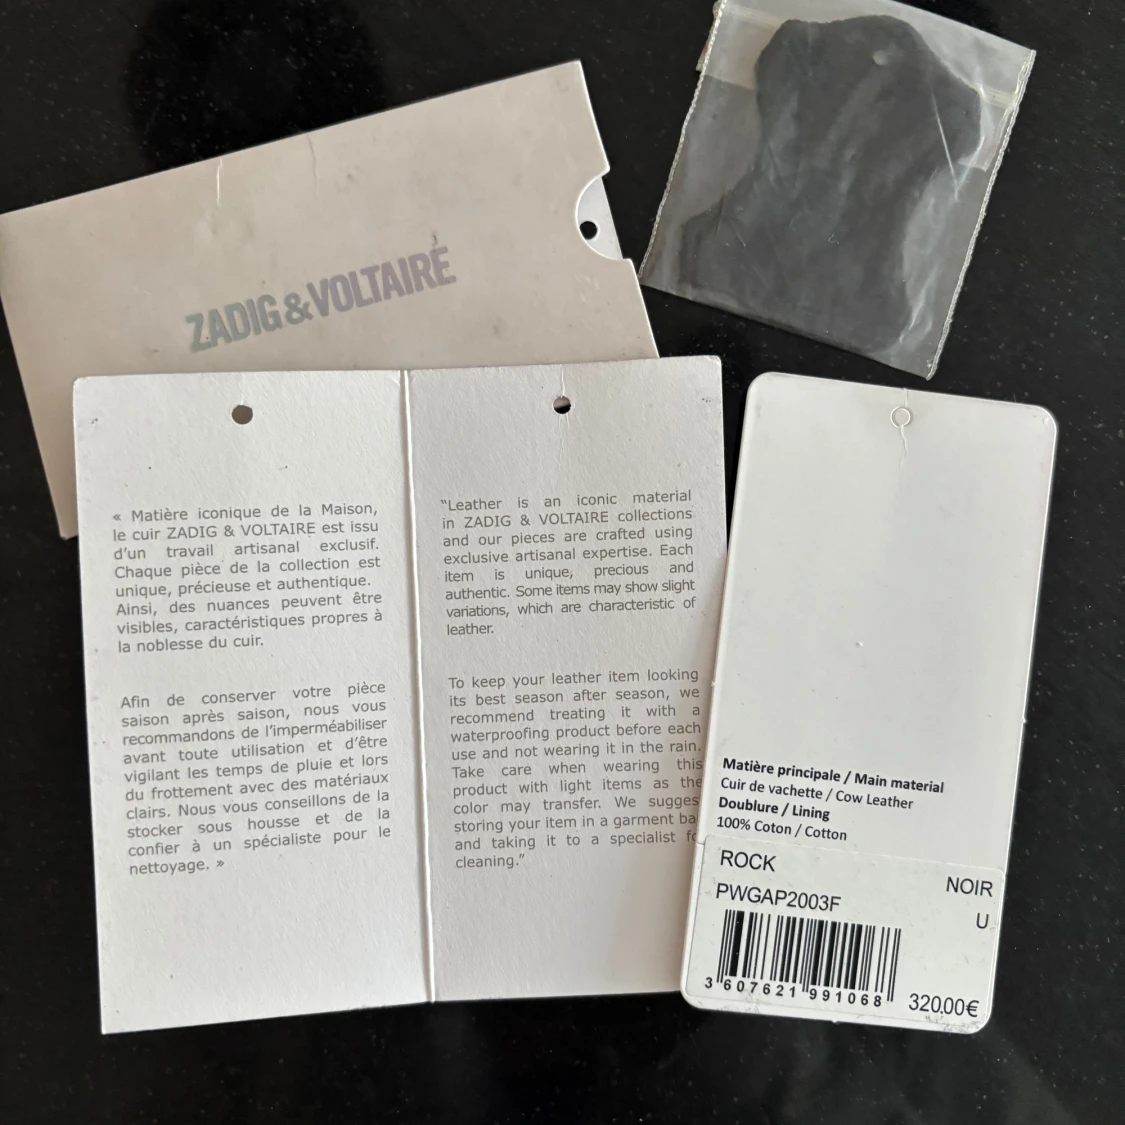 ZADIG&VOLTAIRE
« Matière iconique de la Maison,
le cuir ZADIG & VOLTAIRE est issu
d’un travail artisanal exclusif.
Chaque pièce de la collection est
unique, précieuse et authentique.
Ainsi, des nuances peuvent être
visibles, caractéristiques propres à
la noblesse du cuir.
Afin de conserver votre pièce
saison après saison, nous vous
recommandons de l’imperméabiliser
avant toute utilisation et d’être
vigilant les temps de pluie et lors
du frottement avec des matériaux
clairs. Nous vous conseillons de la
stocker sous housse et de la
confier à un spécialiste pour le
nettoyage. »
“Leather is an iconic material
in ZADIG & VOLTAIRE collections
and our pieces are crafted using
exclusive artisanal expertise. Each
item is unique, precious and
authentic. Some items may show slight
variations, which are characteristic of
leather.
To keep your leather item looking
its best season after season, we
recommend treating it with a
waterproofing product before each
use and not wearing it in the rain.
Take care when wearing this
product with light items as the
color may transfer. We sugges
storing your item in a garment ba
and taking it to a specialist f
cleaning.”
Matière principale / Main material
Cuir de vachette / Cow Leather
Doublure / Lining
100% Coton / Cotton
ROCK
NOIR
PWGAP2003F
U
3 607621 991068
320.00€